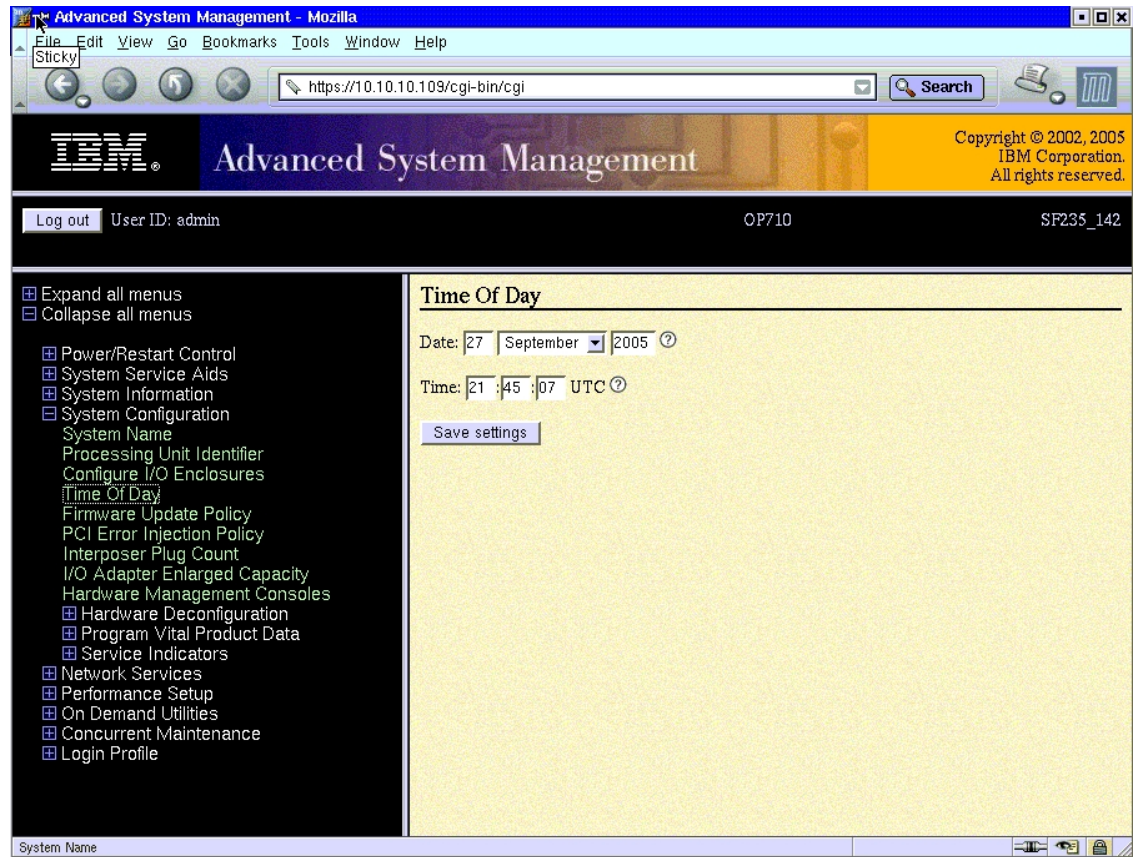 Advanced System Management - Mozilla
File Edit View Go Bookmarks Tools Window Help
Sticky
https://10.10.10.109/cgi-bin/cgi
Search
IBM®
Advanced System Management
Copyright © 2002, 2005
IBM Corporation.
All rights reserved.
Log out User ID: admin OP710 SF235_142
Expand all menus
Collapse all menus
Power/Restart Control
System Service Aids
System Information
System Configuration
System Name
Processing Unit Identifier
Configure I/O Enclosures
Time Of Day
Firmware Update Policy
PCI Error Injection Policy
Interposer Plug Count
I/O Adapter Enlarged Capacity
Hardware Management Consoles
Hardware Deconfiguration
Program Vital Product Data
Service Indicators
Network Services
Performance Setup
On Demand Utilities
Concurrent Maintenance
Login Profile
Time Of Day
Date: 27 September 2005 ?
Time: 21 :45 :07 UTC ?
Save settings
System Name